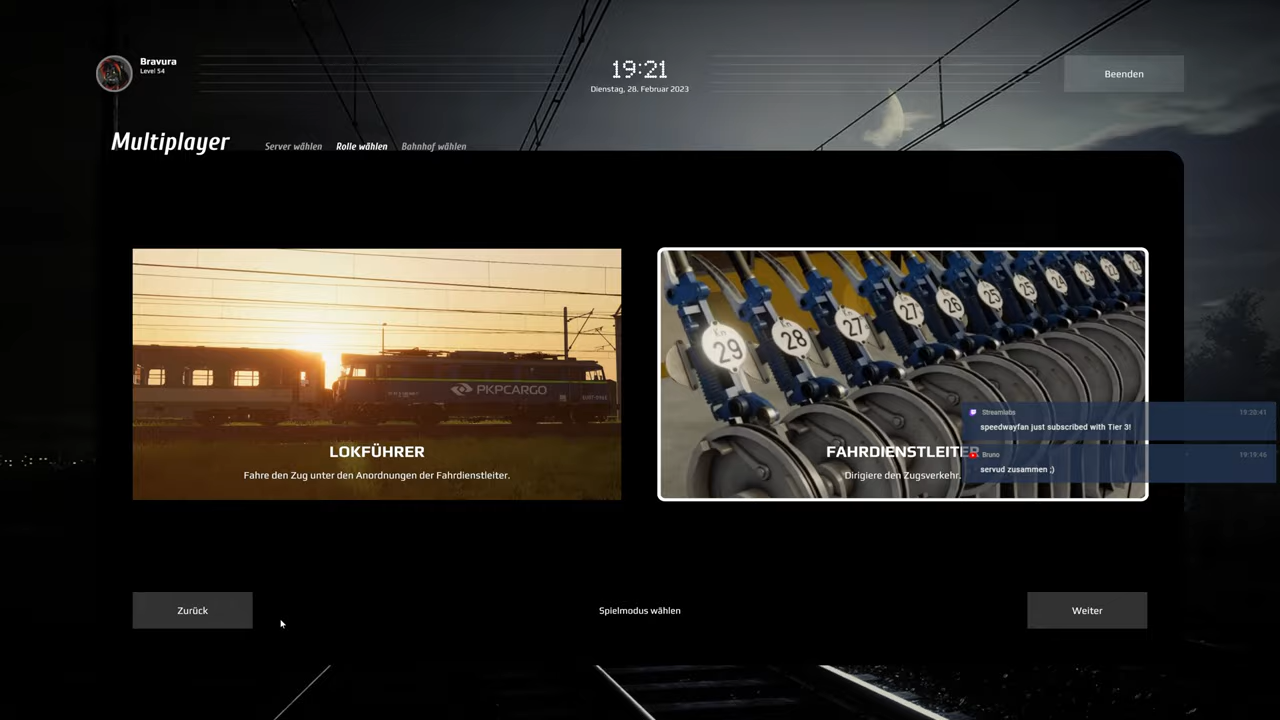 Bravura
Level 54
19:21
Dienstag, 28. Februar 2023
Beenden
Multiplayer
Server wählen
Rolle wählen
Bahnhof wählen
PKPCARGO
LOKFÜHRER
Fahre den Zug unter den Anordnungen der Fahrdienstleiter.
29
28
27
27
26
25
25
24
23
22
FAHRDIENSTLEITER
Dirigiere den Zugsverkehr.
Streamlabs 19:20:41
speedwayfan just subscribed with Tier 3!
Bruno 19:19:46
servud zusammen ;)
Zurück
Spielmodus wählen
Weiter